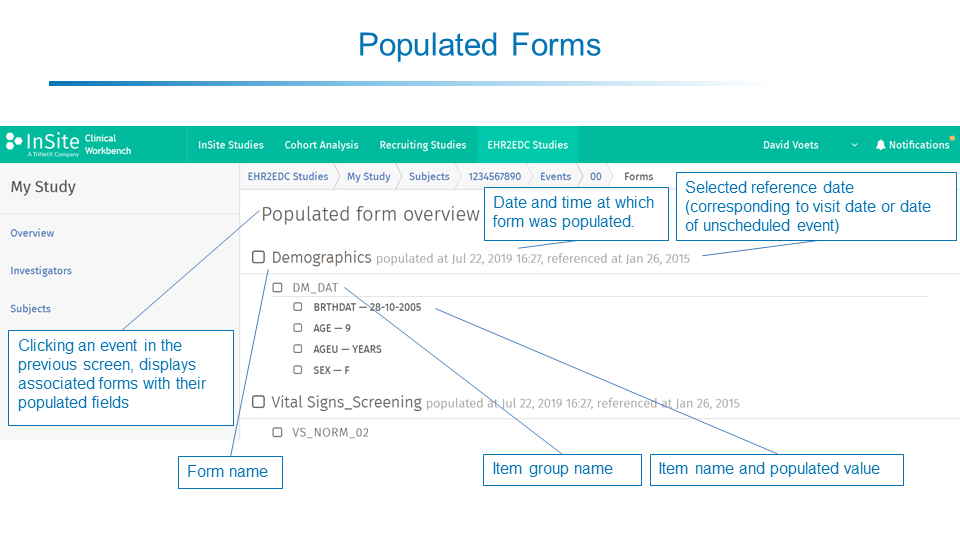 Populated Forms
InSite Clinical Workbench
A TriNetX Company
InSite Studies
Cohort Analysis
Recruiting Studies
EHR2EDC Studies
David Voets
Notifications
My Study
Overview
Investigators
Subjects
EHR2EDC Studies
My Study
Subjects
1234567890
Events
00
Forms
Populated form overview
Date and time at which
form was populated.
Selected reference date
(corresponding to visit date or date
of unscheduled event)
Demographics populated at Jul 22, 2019 16:27, referenced at Jan 26, 2015
DM_DAT
BRTHDAT — 28-10-2005
AGE — 9
AGEU — YEARS
SEX — F
Vital Signs_Screening populated at Jul 22, 2019 16:27, referenced at Jan 26, 2015
VS_NORM_02
Clicking an event in the
previous screen, displays
associated forms with their
populated fields
Form name
Item group name
Item name and populated value